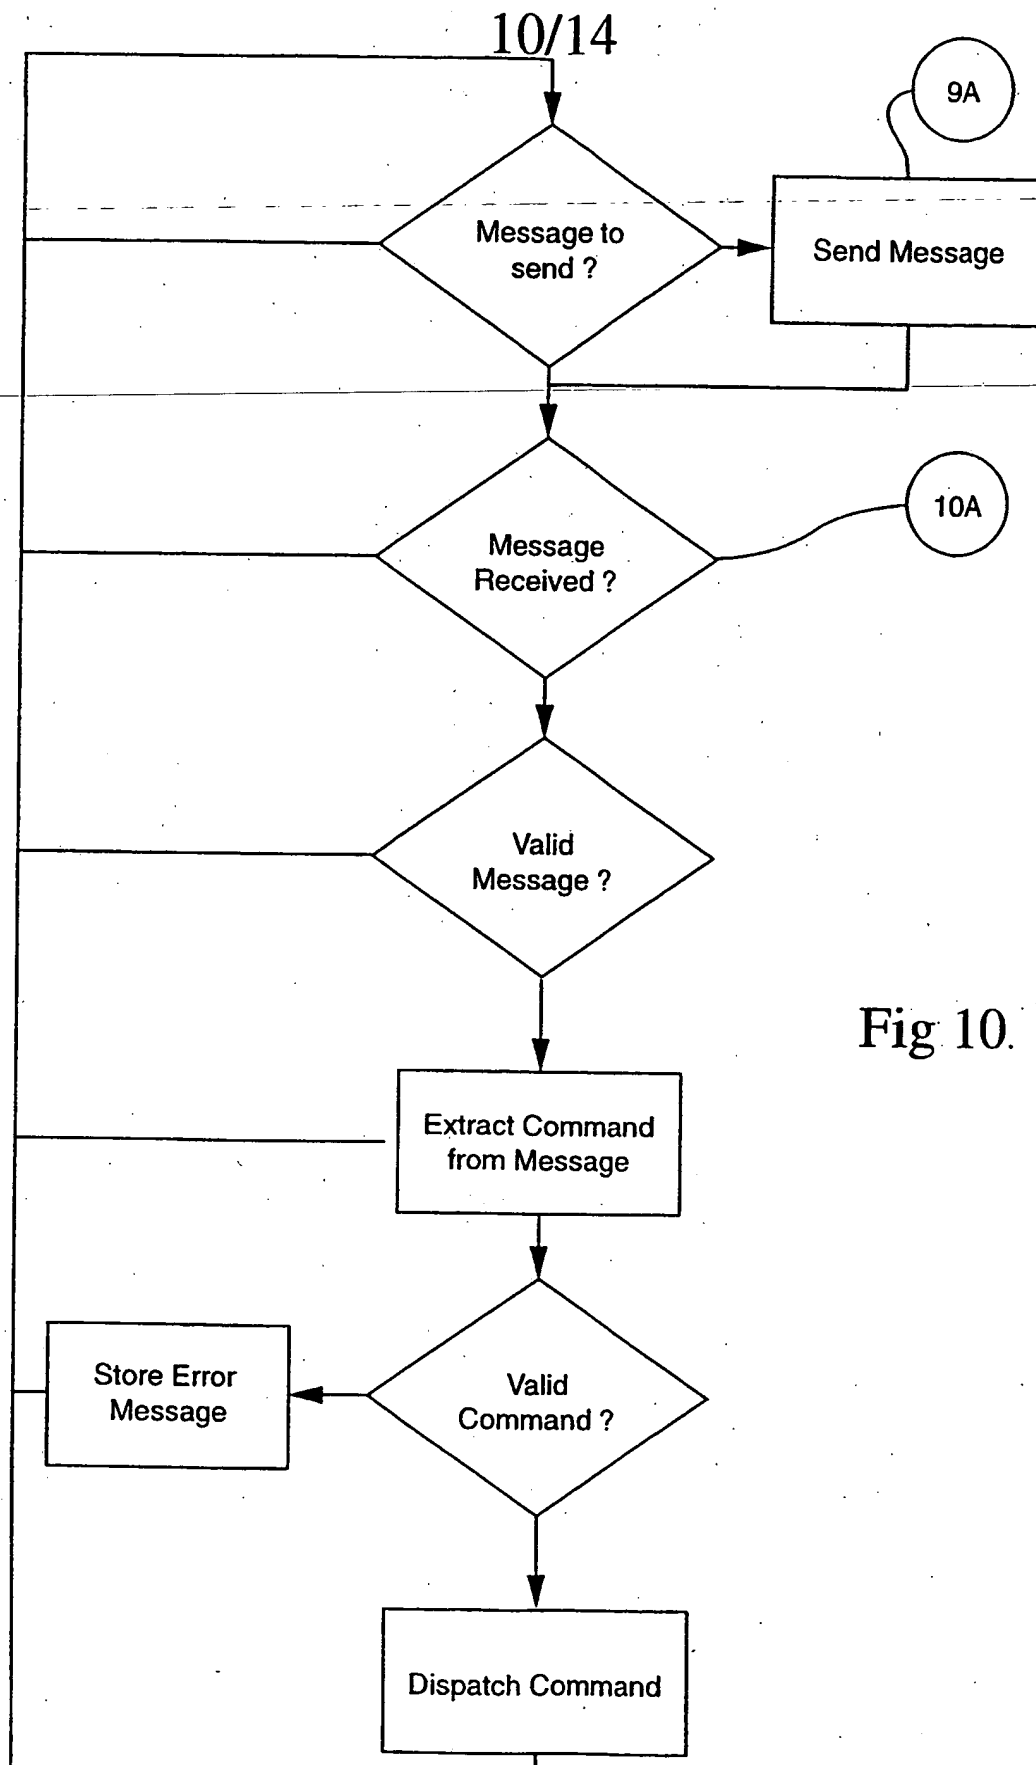 10/14
9A
Message to
send ?
Send Message
10A
Message
Received ?
Valid
Message ?
Fig 10.
Extract Command
from Message
Store Error
Message
Valid
Command ?
Dispatch Command